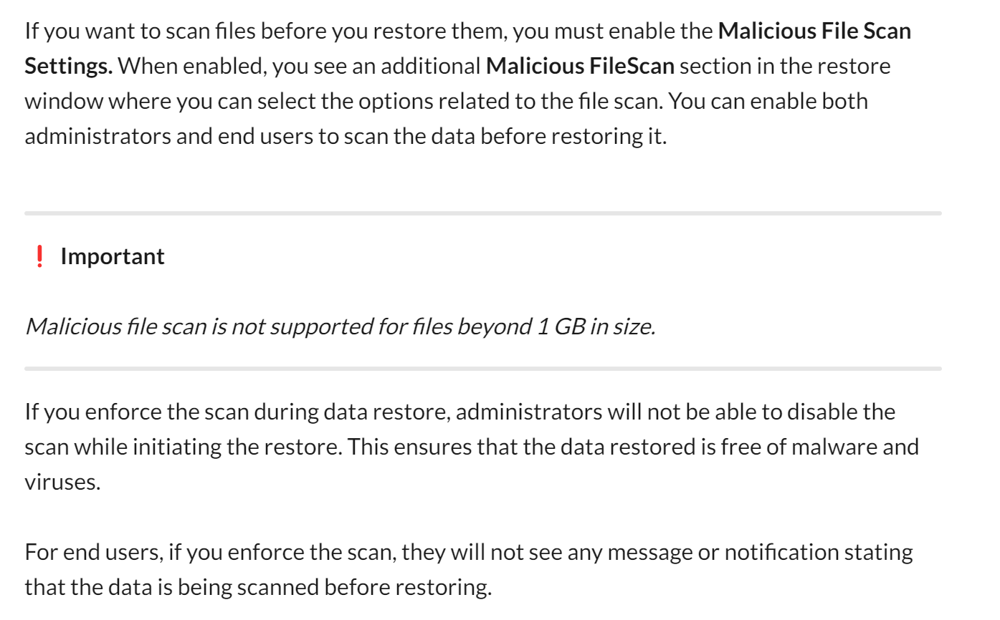 If you want to scan files before you restore them, you must enable the Malicious File Scan
Settings. When enabled, you see an additional Malicious FileScan section in the restore
window where you can select the options related to the file scan. You can enable both
administrators and end users to scan the data before restoring it.
❗ Important
Malicious file scan is not supported for files beyond 1 GB in size.
If you enforce the scan during data restore, administrators will not be able to disable the
scan while initiating the restore. This ensures that the data restored is free of malware and
viruses.
For end users, if you enforce the scan, they will not see any message or notification stating
that the data is being scanned before restoring.